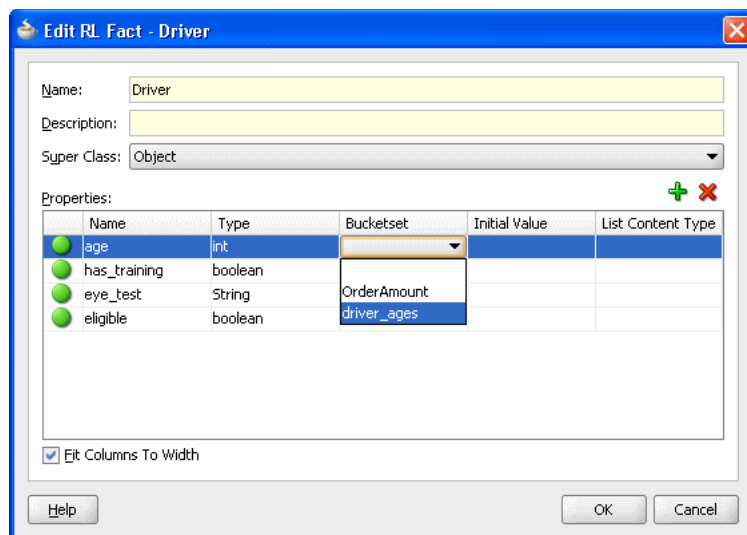 Edit RL Fact - Driver
Name: Driver
Description:
Super Class: Object
Properties:
Name Type Bucketset Initial Value List Content Type
age int
has_training boolean
eye_test String OrderAmount
eligible boolean driver_ages
Fit Columns To Width
Help OK Cancel